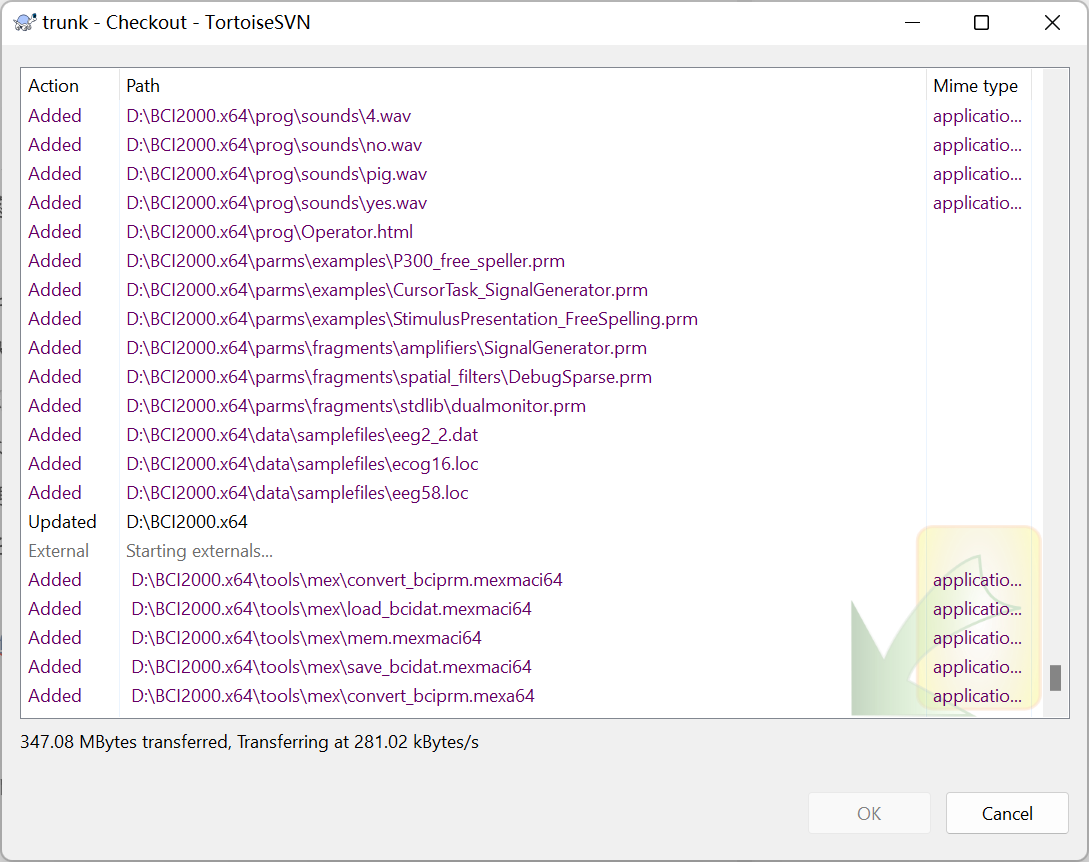 trunk - Checkout - TortoiseSVN
Action Path Mime type
Added D:\BCI2000.x64\prog\sounds\4.wav applicatio...
Added D:\BCI2000.x64\prog\sounds\no.wav applicatio...
Added D:\BCI2000.x64\prog\sounds\pig.wav applicatio...
Added D:\BCI2000.x64\prog\sounds\yes.wav applicatio...
Added D:\BCI2000.x64\prog\Operator.html
Added D:\BCI2000.x64\parms\examples\P300_free_speller.prm
Added D:\BCI2000.x64\parms\examples\CursorTask_SignalGenerator.prm
Added D:\BCI2000.x64\parms\examples\StimulusPresentation_FreeSpelling.prm
Added D:\BCI2000.x64\parms\fragments\amplifiers\SignalGenerator.prm
Added D:\BCI2000.x64\parms\fragments\spatial_filters\DebugSparse.prm
Added D:\BCI2000.x64\parms\fragments\stdlib\dualmonitor.prm
Added D:\BCI2000.x64\data\samplefiles\eeg2_2.dat
Added D:\BCI2000.x64\data\samplefiles\ecog16.loc
Added D:\BCI2000.x64\data\samplefiles\eeg58.loc
Updated D:\BCI2000.x64
External Starting externals...
Added D:\BCI2000.x64\tools\mex\convert_bciprm.mexmaci64 applicatio...
Added D:\BCI2000.x64\tools\mex\load_bcidat.mexmaci64 applicatio...
Added D:\BCI2000.x64\tools\mex\mem.mexmaci64 applicatio...
Added D:\BCI2000.x64\tools\mex\save_bcidat.mexmaci64 applicatio...
Added D:\BCI2000.x64\tools\mex\convert_bciprm.mexa64 applicatio...
347.08 MBytes transferred, Transferring at 281.02 kBytes/s
OK Cancel